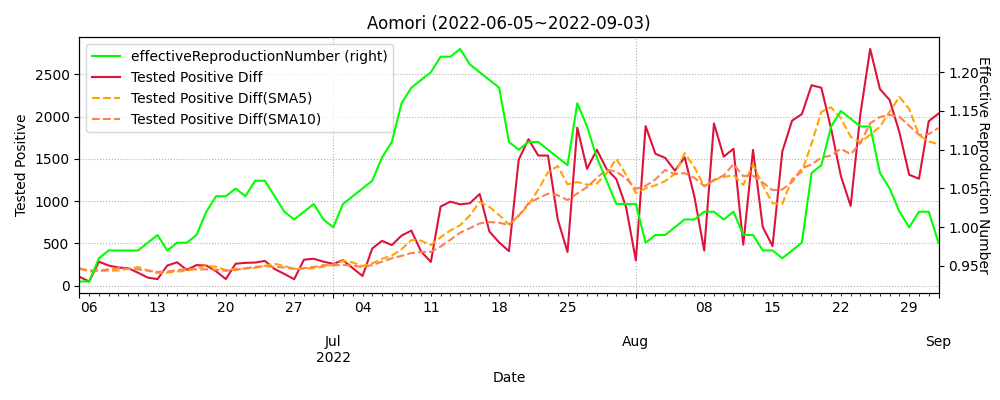 Aomori (2022-06-05~2022-09-03)
effectiveReproductionNumber (right)
Tested Positive Diff
Tested Positive Diff(SMA5)
Tested Positive Diff(SMA10)
Tested Positive
2500
2000
1500
1000
500
0
1.20
1.15
1.10
1.05
1.00
0.95
Effective Reproduction Number
06 13 20 27 04 11 18 25 08 15 22 29
Jul Aug Sep
2022
Date